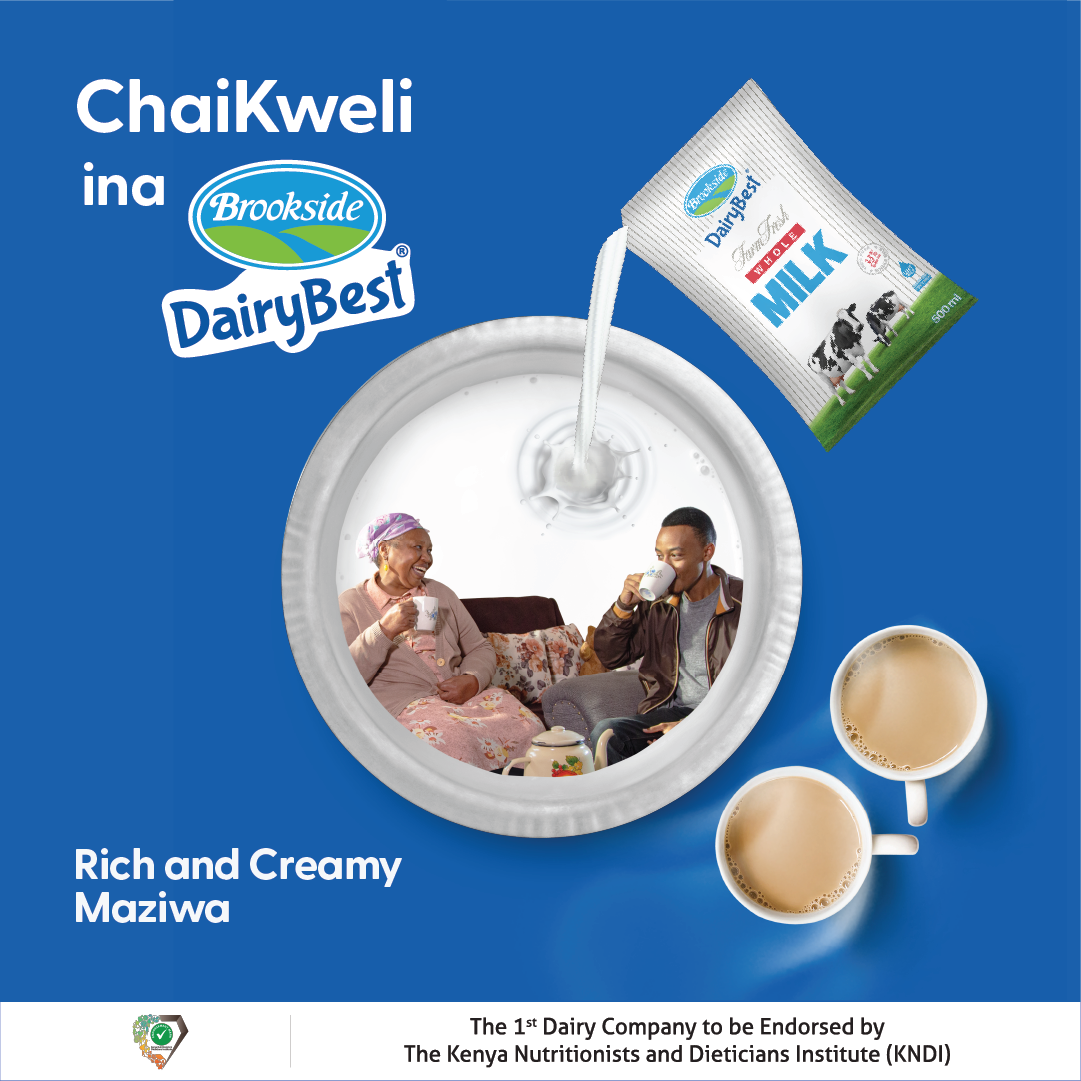 ChaiKweli
ina
Brookside
DairyBest®
Brookside
DairyBest
Farm Fresh
WHOLE
MILK
500 ml
Rich and Creamy
Maziwa
The 1st Dairy Company to be Endorsed by
The Kenya Nutritionists and Dieticians Institute (KNDI)